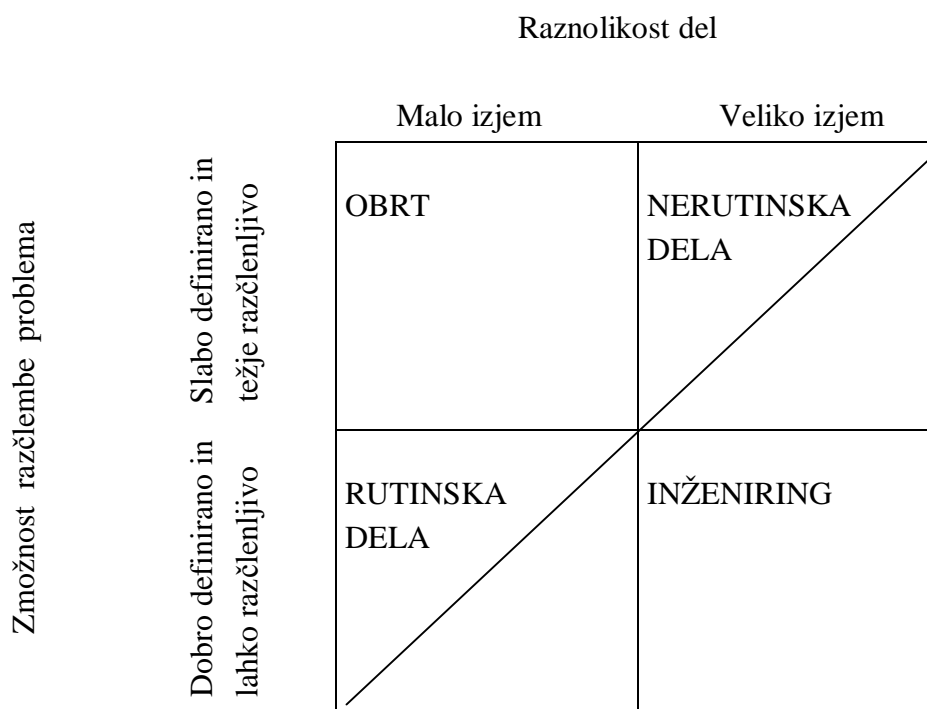 Raznolikost del
Malo izjem
Veliko izjem
Zmožnost razčlembe problema
Slabo definirano in
težje razčlenljivo
OBRT
NERUTINSKA
DELA
Dobro definirano in
lahko razčlenljivo
RUTINSKA
DELA
INŽENIRING